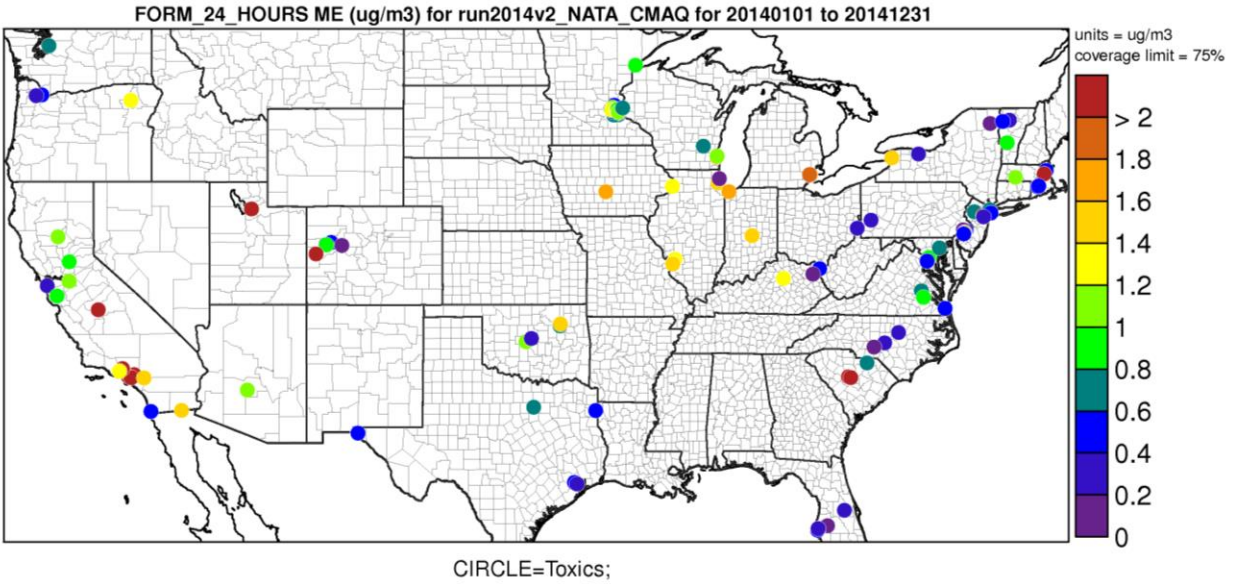 FORM_24_HOURS ME (ug/m3) for run2014v2_NATA_CMAQ for 20140101 to 20141231
units = ug/m3
coverage limit = 75%
> 2
1.8
1.6
1.4
1.2
1
0.8
0.6
0.4
0.2
0
CIRCLE=Toxics;